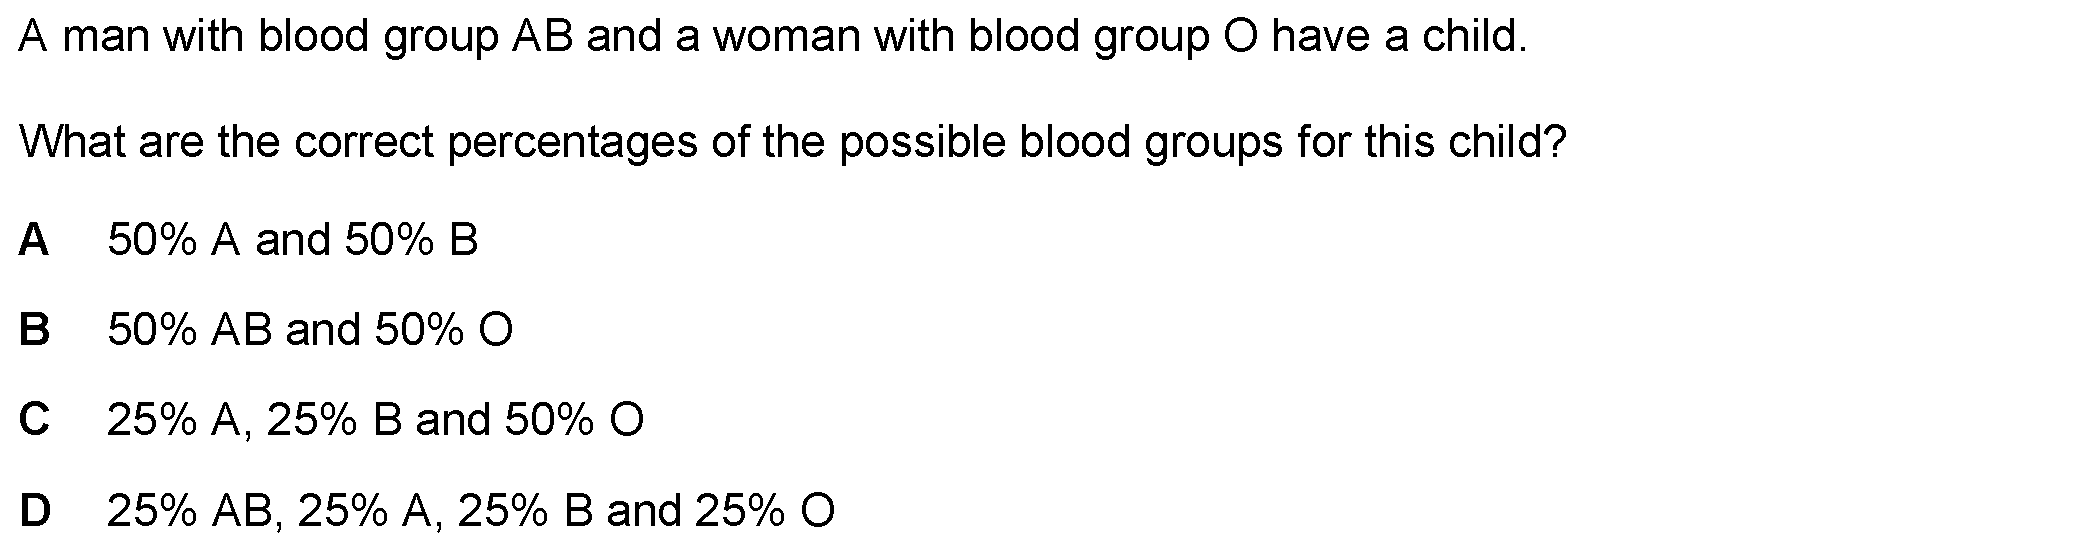 A man with blood group AB and a woman with blood group O have a child.
What are the correct percentages of the possible blood groups for this child?
A 50% A and 50% B
B 50% AB and 50% O
C 25% A, 25% B and 50% O
D 25% AB, 25% A, 25% B and 25% O